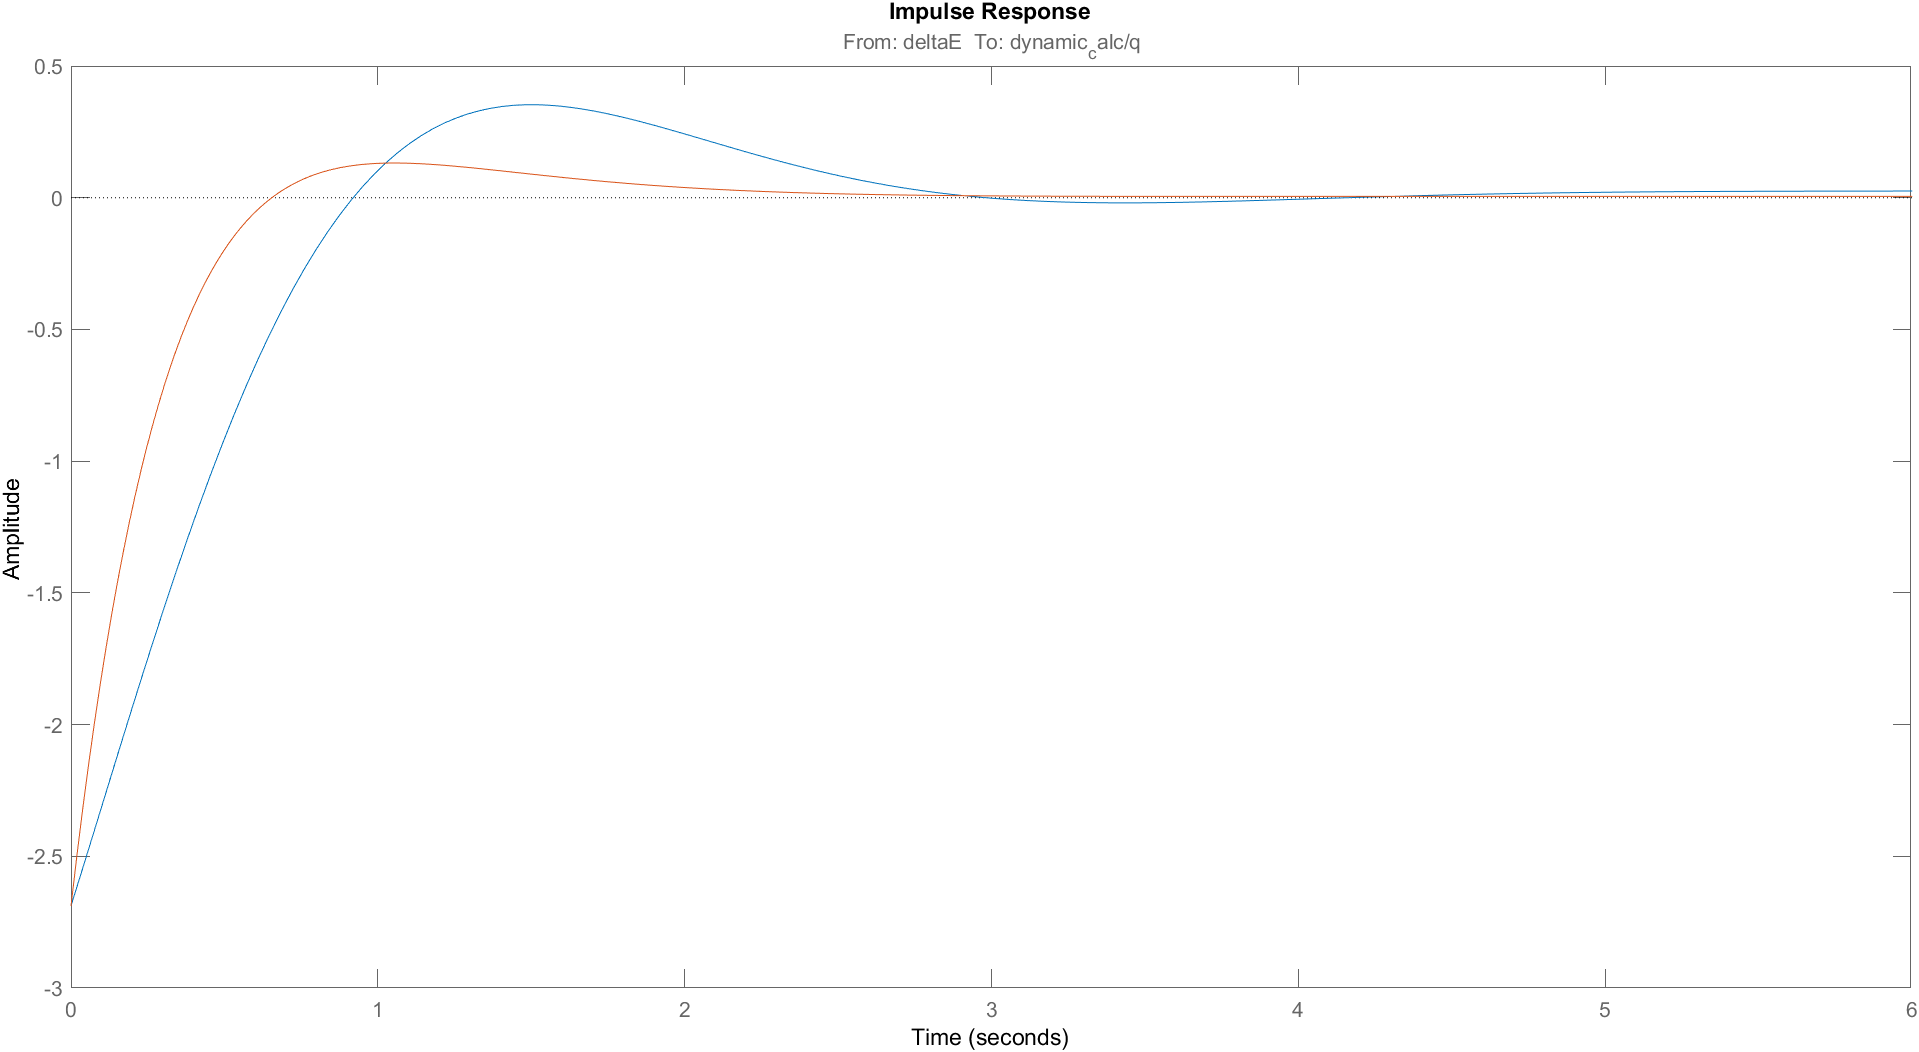 Impulse Response
From: deltaE To: dynamic_calc/q
0.5
0
-0.5
-1
-1.5
-2
-2.5
-3
Amplitude
0 1 2 3 4 5 6
Time (seconds)